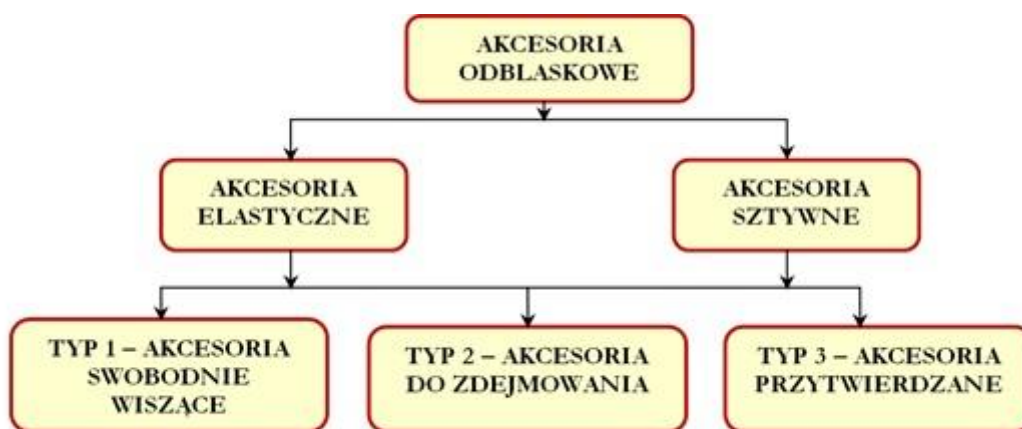 AKCESORIA
ODBLASKOWE
AKCESORIA
ELASTYCZNE
AKCESORIA
SZTYWNE
TYP 1 – AKCESORIA
SWOBODNIE
WISZĄCE
TYP 2 – AKCESORIA
DO ZDEJMOWANIA
TYP 3 – AKCESORIA
PRZYTWIERDZANE